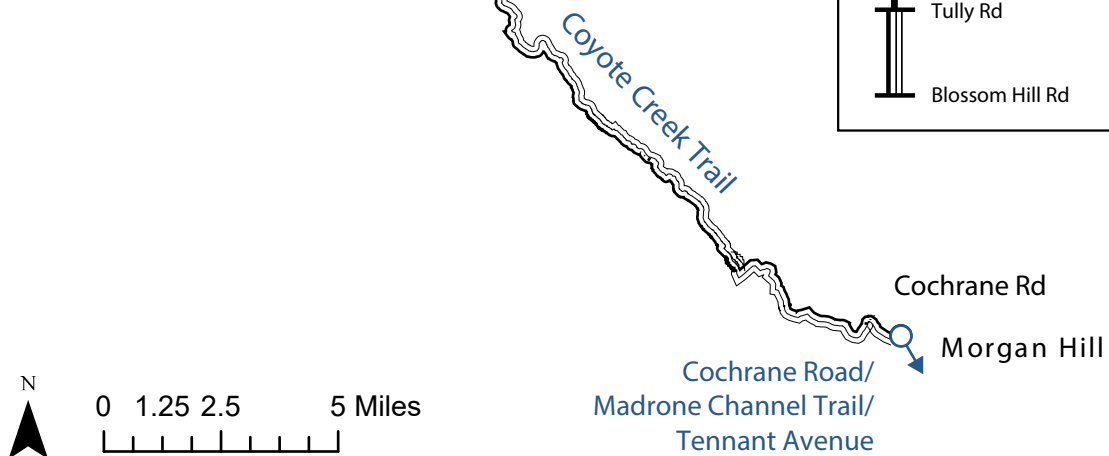 Tully Rd
Blossom Hill Rd
Coyote Creek Trail
Cochrane Rd
Morgan Hill
Cochrane Road/
Madrone Channel Trail/
Tennant Avenue
N
0 1.25 2.5 5 Miles